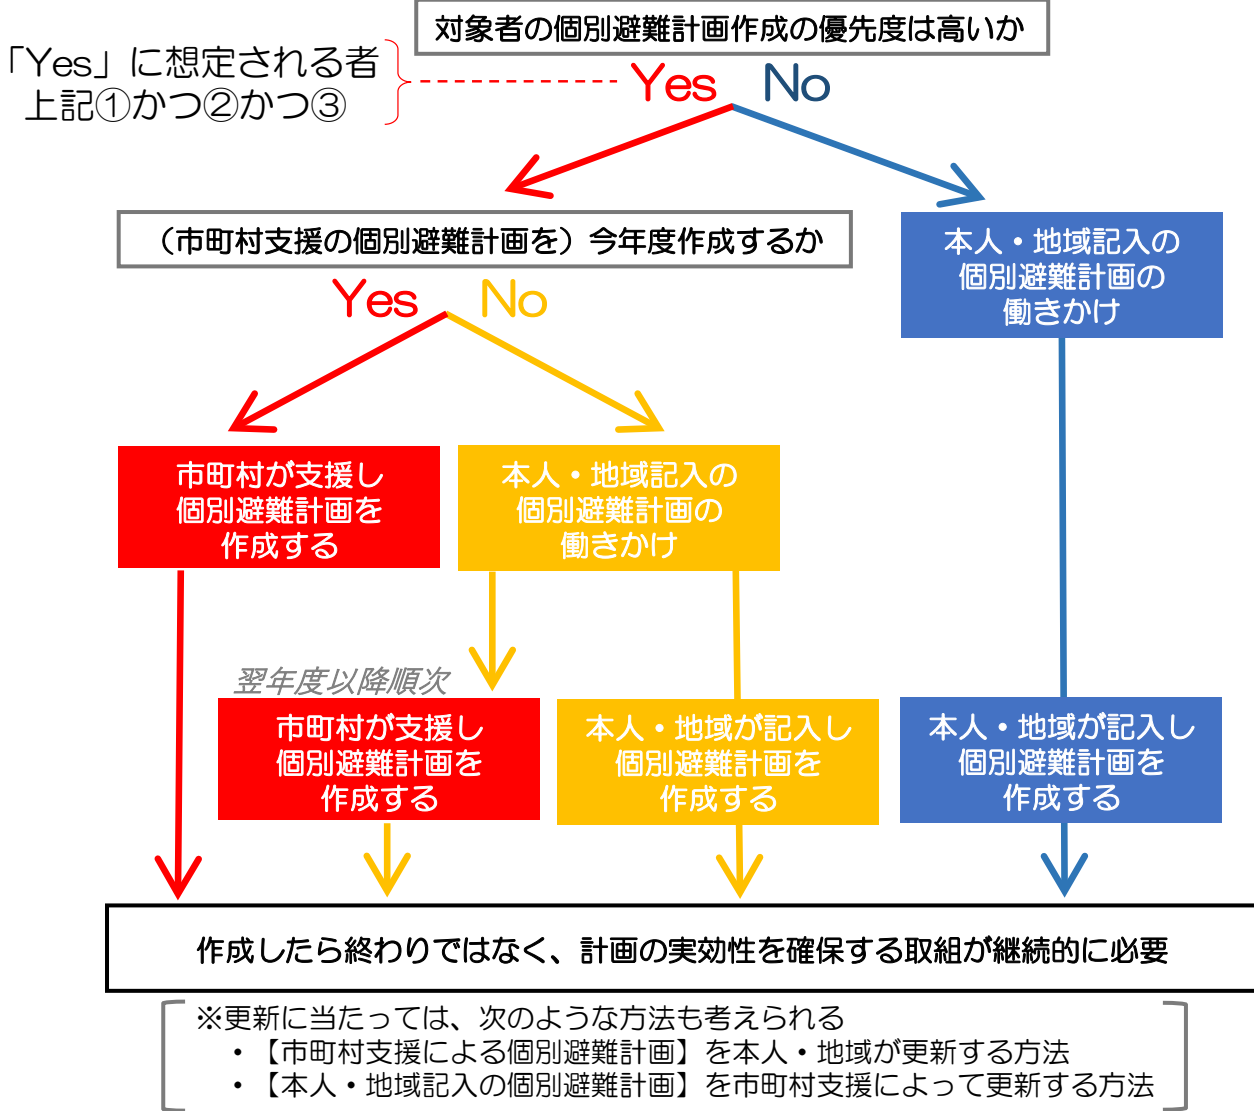 対象者の個別避難計画作成の優先度は高いか
「Yes」に想定される者
上記①かつ②かつ③
Yes
No
（市町村支援の個別避難計画を）今年度作成するか
本人・地域記入の
個別避難計画の
働きかけ
Yes
No
市町村が支援し
個別避難計画を
作成する
本人・地域記入の
個別避難計画の
働きかけ
翌年度以降順次
市町村が支援し
個別避難計画を
作成する
本人・地域が記入し
個別避難計画を
作成する
本人・地域が記入し
個別避難計画を
作成する
作成したら終わりではなく、計画の実効性を確保する取組が継続的に必要
※更新に当たっては、次のような方法も考えられる
・【市町村支援による個別避難計画】を本人・地域が更新する方法
・【本人・地域記入の個別避難計画】を市町村支援によって更新する方法